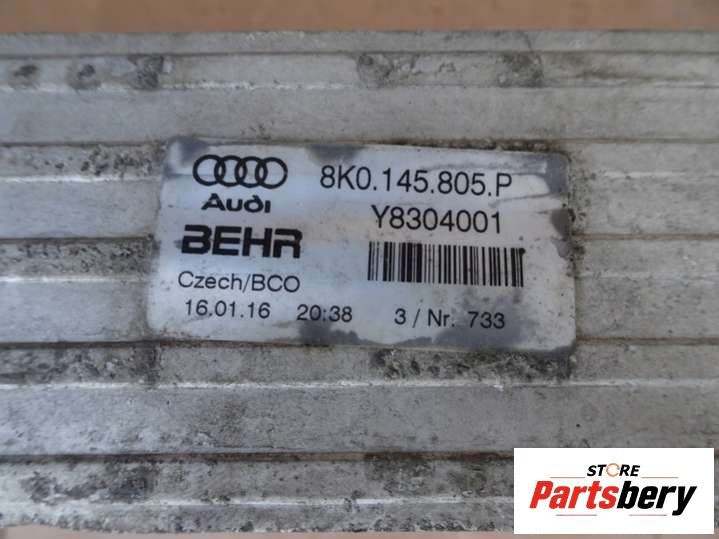 8K0.145.805.P
Audi
Y8304001
BEHR
Czech/BCO
16.01.16 20:38 3 / Nr. 733
STORE
Partsbery